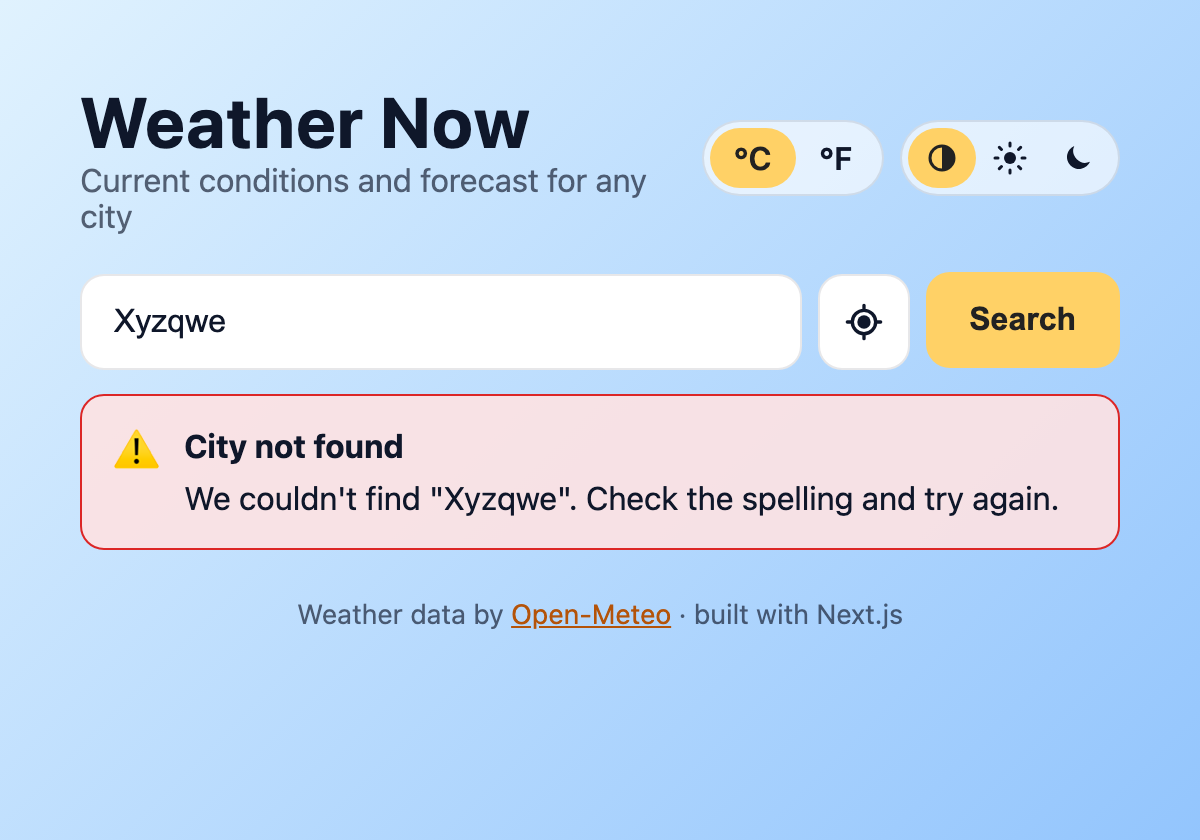 Weather Now
Current conditions and forecast for any
city
°C
°F
Xyzqwe
Search
City not found
We couldn't find "Xyzqwe". Check the spelling and try again.
Weather data by Open-Meteo · built with Next.js